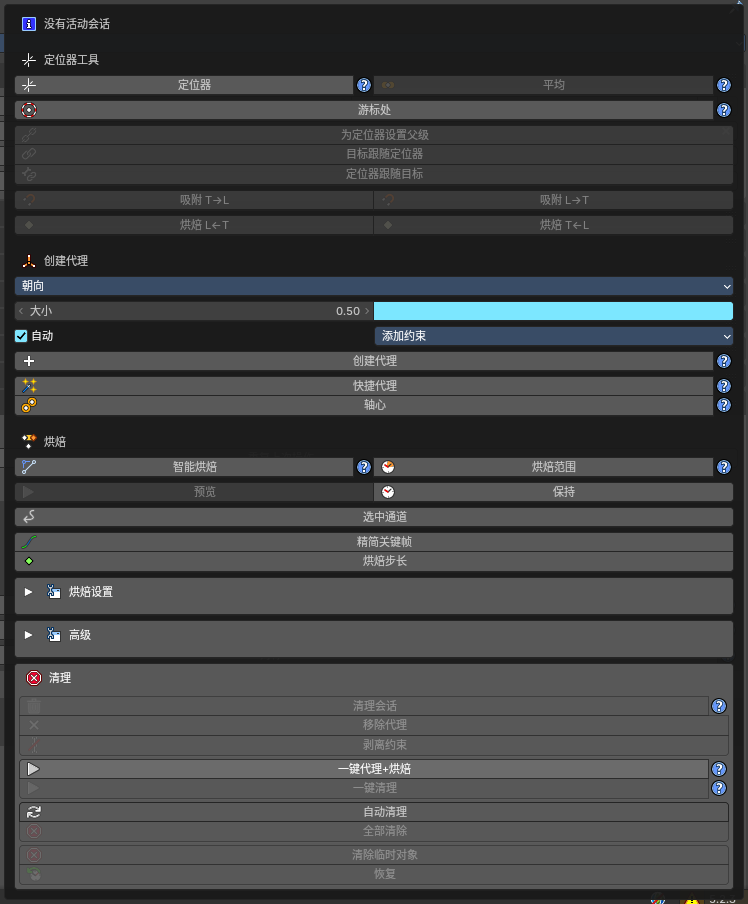 没有活动会话
定位器工具
定位器 平均
游标处
为定位器设置父级
目标跟随定位器
定位器跟随目标
吸附 T→L 吸附 L→T
烘焙 L←T 烘焙 T←L
创建代理
朝向
大小 0.50
自动 添加约束
创建代理
快捷代理
轴心
烘焙
智能烘焙 烘焙范围
预览 保持
选中通道
精简关键帧
烘焙步长
烘焙设置
高级
清理
清理会话
移除代理
剥离约束
一键代理+烘焙
一键清理
自动清理
全部清除
清除临时对象
恢复